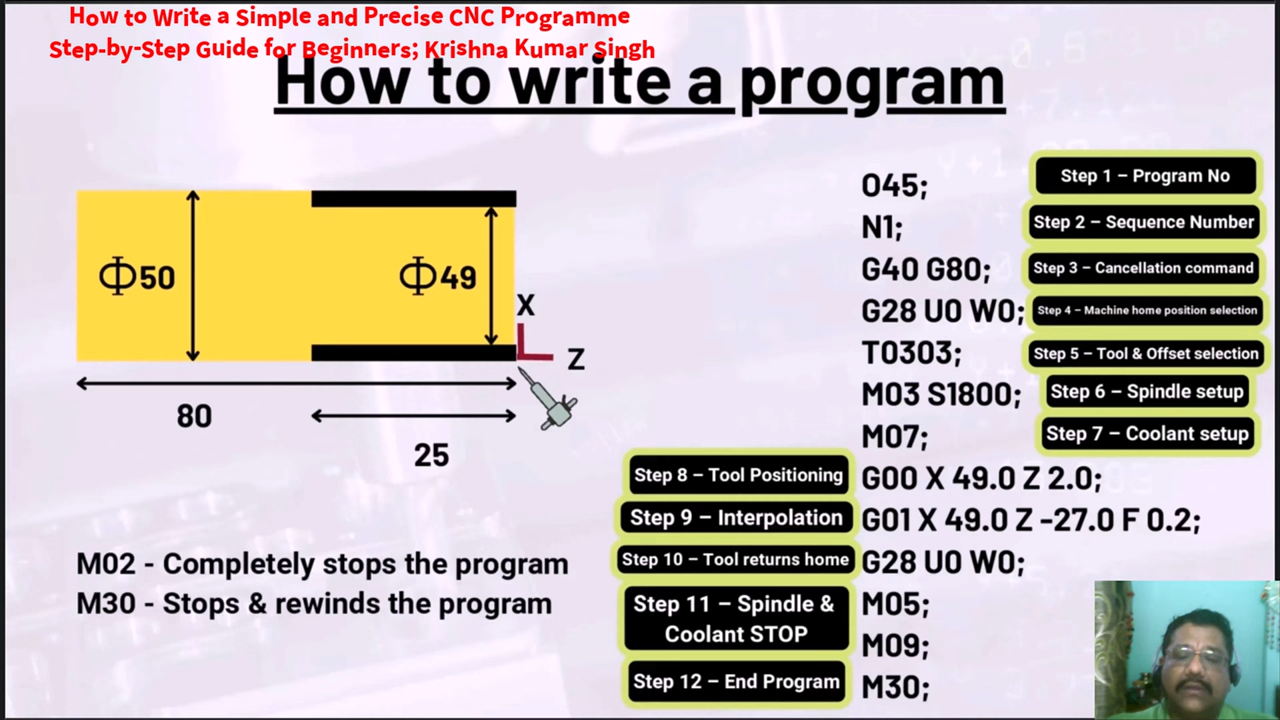 How to Write a Simple and Precise CNC Programme
Step-by-Step Guide for Beginners; Krishna Kumar Singh
How to write a program
O45; Step 1 – Program No
N1; Step 2 – Sequence Number
G40 G80; Step 3 – Cancellation command
G28 U0 W0; Step 4 – Machine home position selection
T0303; Step 5 – Tool & Offset selection
M03 S1800; Step 6 – Spindle setup
M07; Step 7 – Coolant setup
Step 8 – Tool Positioning G00 X 49.0 Z 2.0;
Step 9 – Interpolation G01 X 49.0 Z -27.0 F 0.2;
Step 10 – Tool returns home G28 U0 W0;
Step 11 – Spindle & Coolant STOP M05;
M09;
Step 12 – End Program M30;
Φ50
Φ49
X
Z
80
25
M02 - Completely stops the program
M30 - Stops & rewinds the program